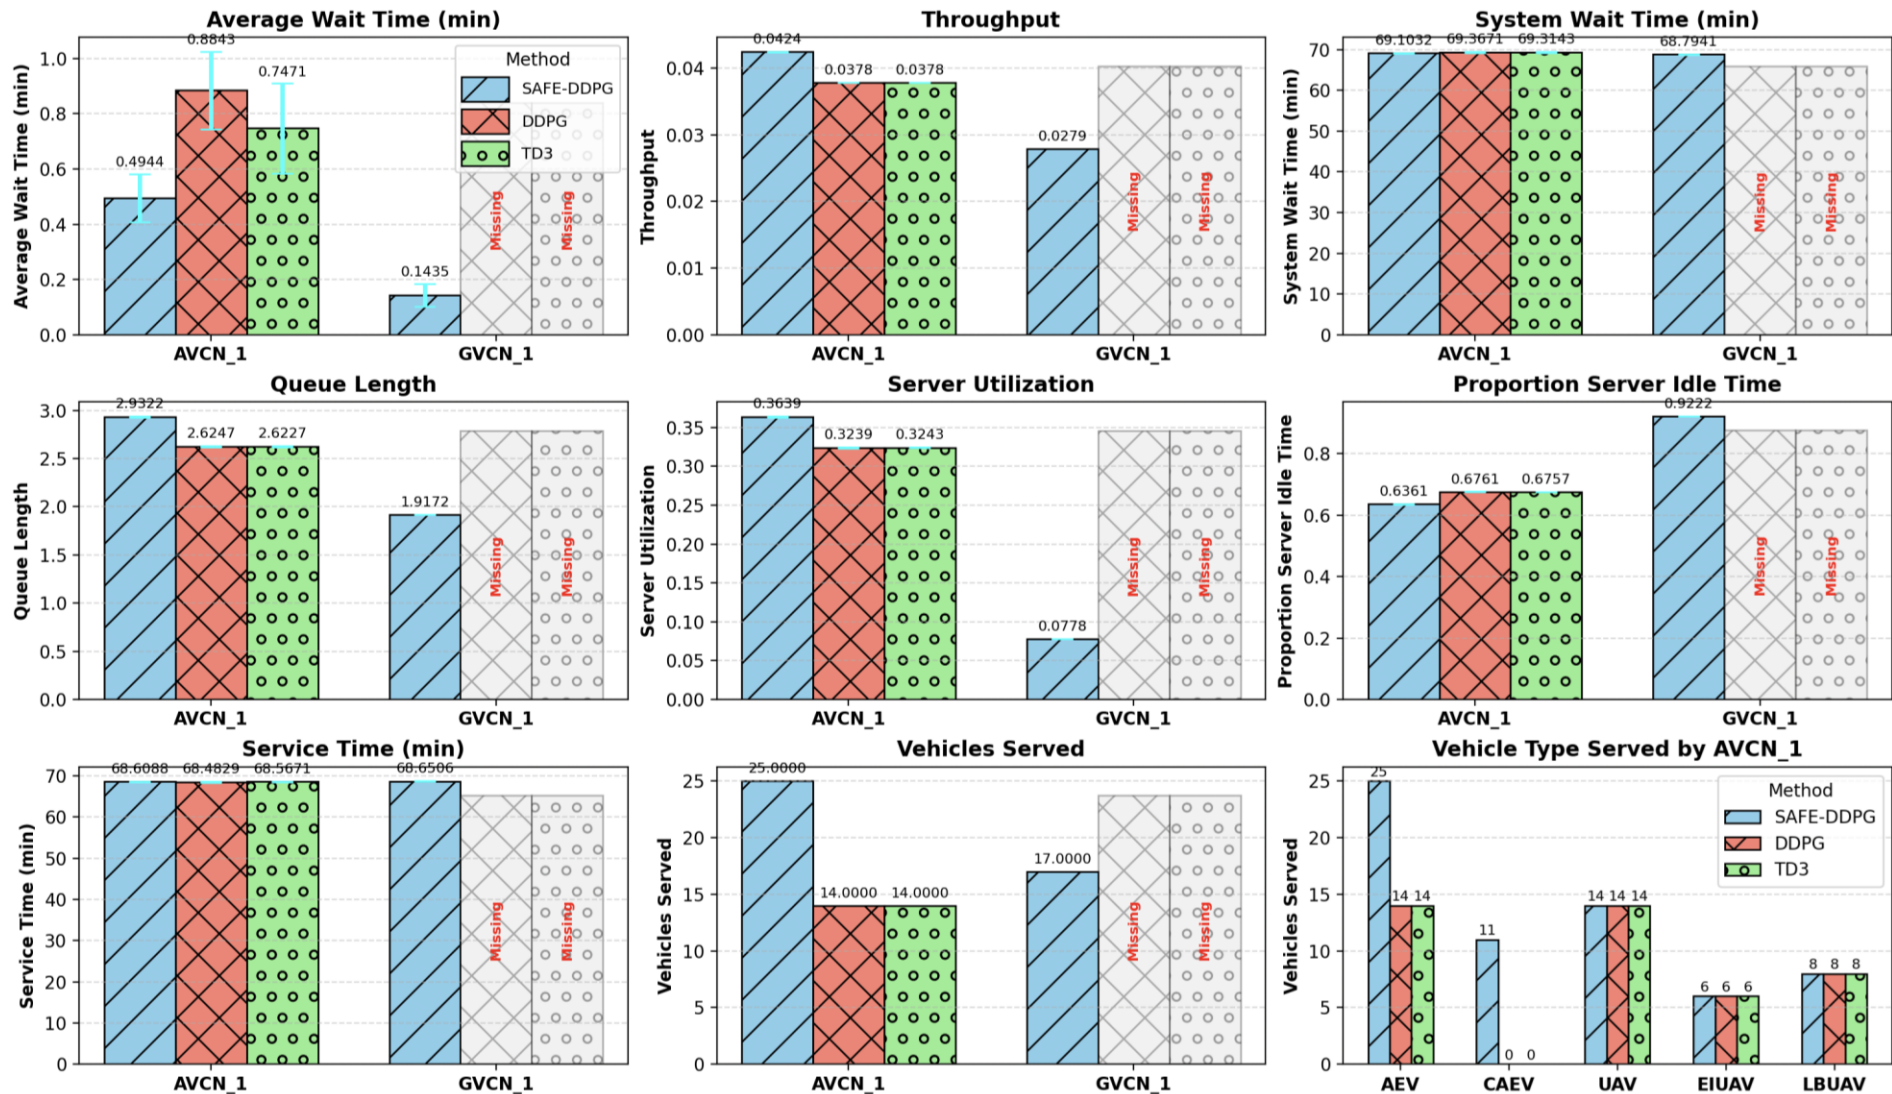 Average Wait Time (min)
Average Wait Time (min)
1.0
0.8
0.6
0.4
0.2
0.0
0.4944
0.8843
0.7471
0.1435
Missing
Missing
Method
SAFE-DDPG
DDPG
TD3
AVCN_1
GVCN_1
Throughput
Throughput
0.04
0.03
0.02
0.01
0.00
0.0424
0.0378
0.0378
0.0279
Missing
Missing
AVCN_1
GVCN_1
System Wait Time (min)
System Wait Time (min)
70
60
50
40
30
20
10
0
69.1032
69.3671
69.3143
68.7941
Missing
Missing
AVCN_1
GVCN_1
Queue Length
Queue Length
3.0
2.5
2.0
1.5
1.0
0.5
0.0
2.9322
2.6247
2.6227
1.9172
Missing
Missing
AVCN_1
GVCN_1
Server Utilization
Server Utilization
0.35
0.30
0.25
0.20
0.15
0.10
0.05
0.00
0.3639
0.3239
0.3243
0.0778
Missing
Missing
AVCN_1
GVCN_1
Proportion Server Idle Time
Proportion Server Idle Time
0.8
0.6
0.4
0.2
0.0
0.6361
0.6761
0.6757
0.9222
Missing
Missing
AVCN_1
GVCN_1
Service Time (min)
Service Time (min)
70
60
50
40
30
20
10
0
68.6088
68.4829
68.5671
68.6506
Missing
Missing
AVCN_1
GVCN_1
Vehicles Served
Vehicles Served
25
20
15
10
5
0
25.0000
14.0000
14.0000
17.0000
Missing
Missing
AVCN_1
GVCN_1
Vehicle Type Served by AVCN_1
Vehicles Served
25
20
15
10
5
0
25
14
14
11
0
0
14
14
14
6
6
6
8
8
8
Method
SAFE-DDPG
DDPG
TD3
AEV
CAEV
UAV
EIUAV
LBUAV